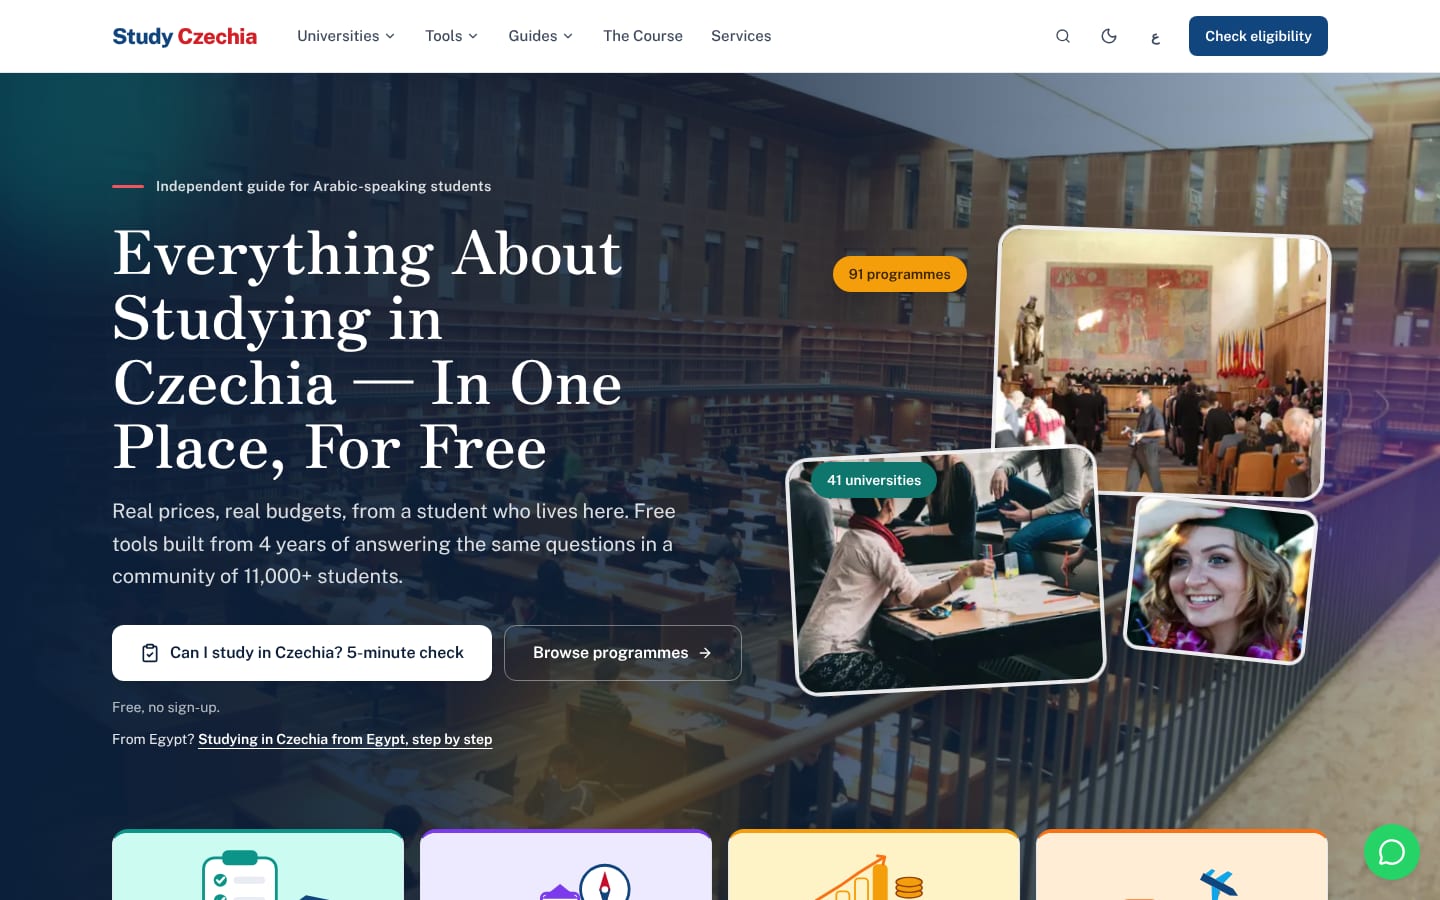 Study Czechia
Universities
Tools
Guides
The Course
Services
ع
Check eligibility
Independent guide for Arabic-speaking students
Everything About
Studying in
Czechia — In One
Place, For Free
Real prices, real budgets, from a student who lives here. Free
tools built from 4 years of answering the same questions in a
community of 11,000+ students.
Can I study in Czechia? 5-minute check
Browse programmes →
Free, no sign-up.
From Egypt? Studying in Czechia from Egypt, step by step
91 programmes
41 universities